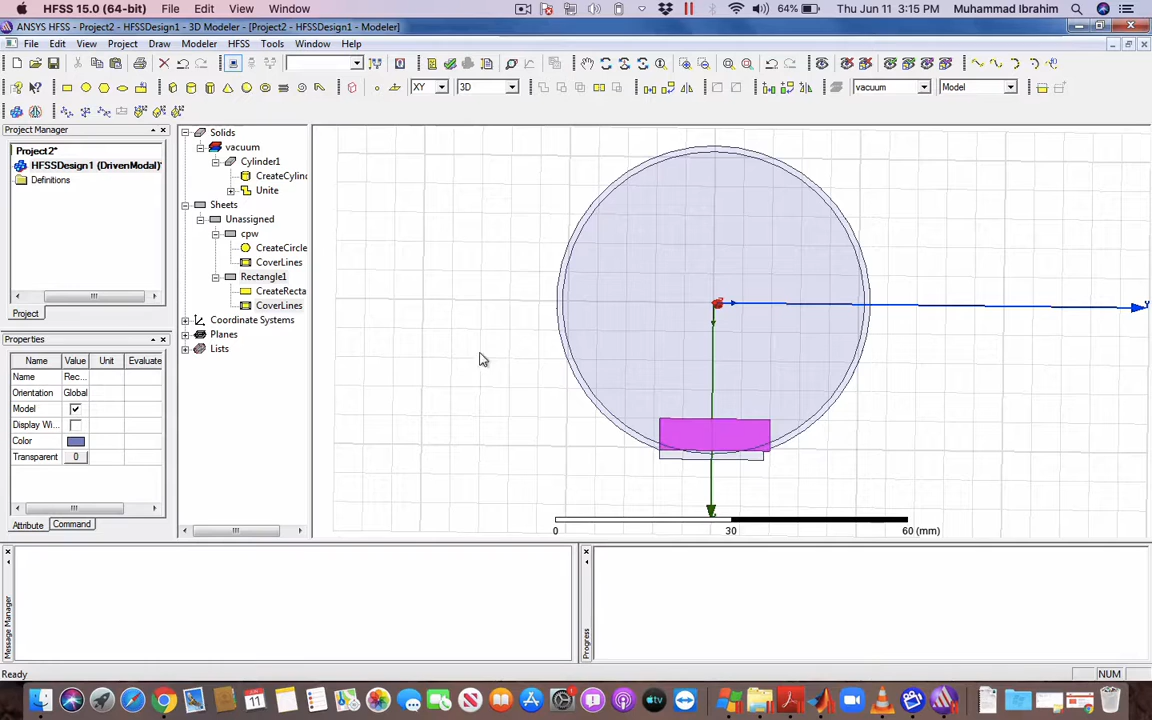 HFSS 15.0 (64-bit) File Edit View Window 64% Thu Jun 11 3:15 PM Muhammad Ibrahim
ANSYS HFSS - Project2 - HFSSDesign1 - 3D Modeler - [Project2 - HFSSDesign1 - Modeler]
File Edit View Project Draw Modeler HFSS Tools Window Help
XY 3D vacuum Model
Project Manager
Project2*
HFSSDesign1 (DrivenModal)*
Definitions
Project
Solids
vacuum
Cylinder1
CreateCylin
Unite
Sheets
Unassigned
cpw
CreateCircle
CoverLines
Rectangle1
CreateRecta
CoverLines
Coordinate Systems
Planes
Lists
Properties
Name Value Unit Evaluate
Name Rec...
Orientation Global
Model
Display Wi...
Color
Transparent 0
Attribute Command
0 30 60 (mm)
Message Manager
Progress
Ready NUM